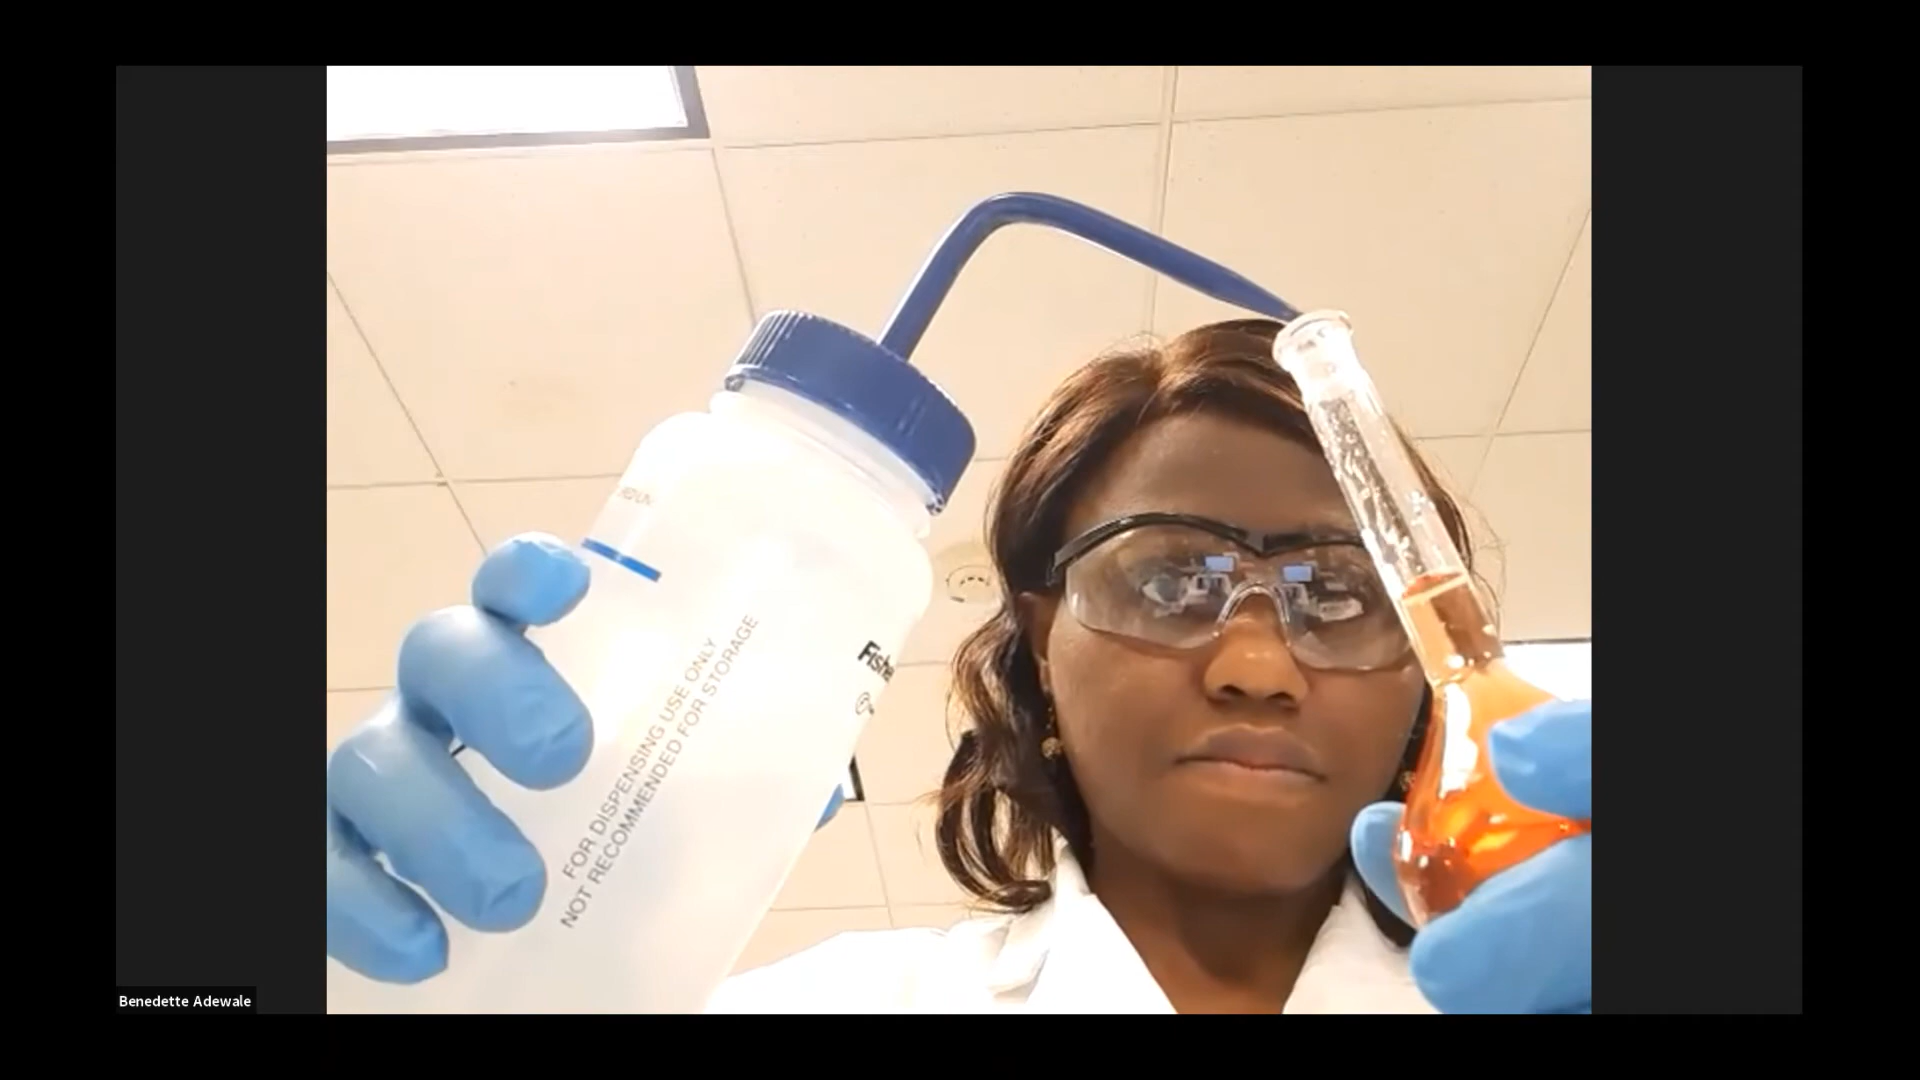 FOR DISPENSING USE ONLY
NOT RECOMMENDED FOR STORAGE
Benedette Adewale